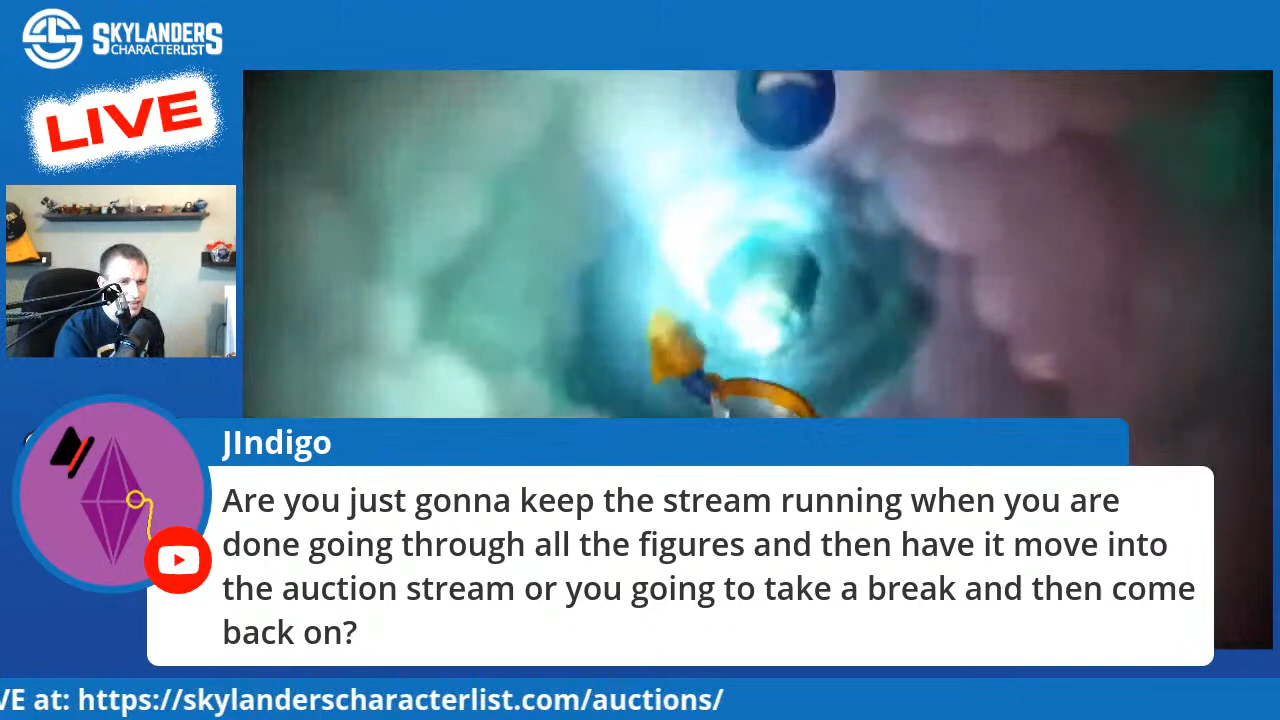 SKYLANDERS
CHARACTERLIST
LIVE
JIndigo
Are you just gonna keep the stream running when you are
done going through all the figures and then have it move into
the auction stream or you going to take a break and then come
back on?
VE at: https://skylanderscharacterlist.com/auctions/